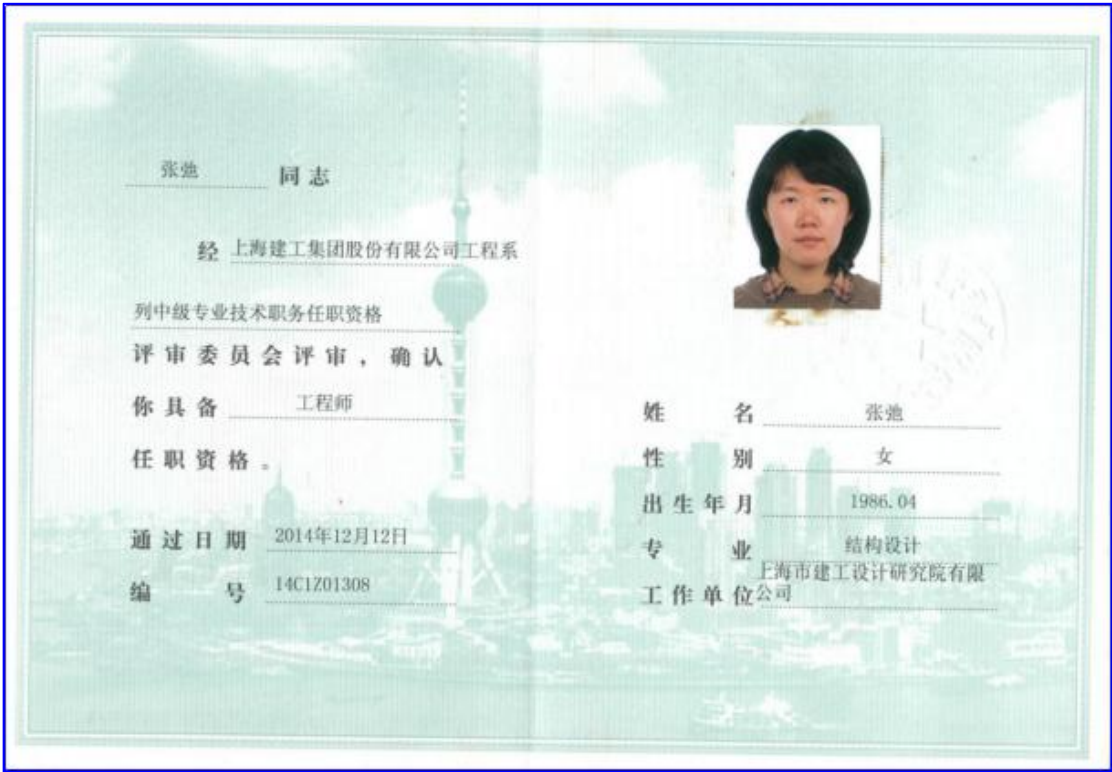 张弛 同志
经 上海建工集团股份有限公司工程系
列中级专业技术职务任职资格
评审委员会评审，确认
你具备 工程师
任职资格。
通过日期 2014年12月12日
编号 14C1Z01308
姓名 张弛
性别 女
出生年月 1986.04
专业 结构设计
工作单位 上海市建工设计研究院有限
公司